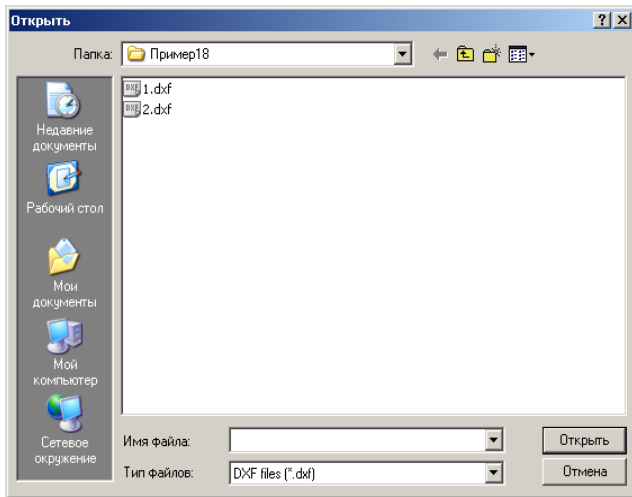 Открыть
Папка: Пример18
1.dxf
2.dxf
Недавние
документы
Рабочий стол
Мои
документы
Мой
компьютер
Сетевое
окружение
Имя файла:
Открыть
Тип файлов: DXF files (*.dxf)
Отмена